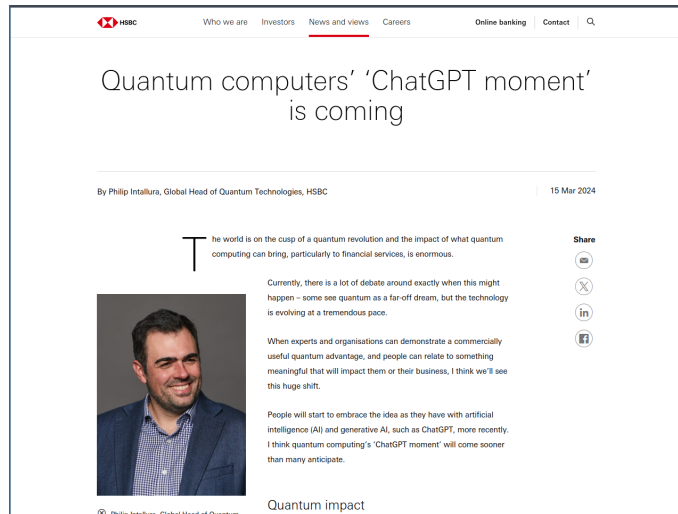 HSBC
Who we are
Investors
News and views
Careers
Online banking
Contact
Quantum computers’ ‘ChatGPT moment’
is coming
By Philip Intallura, Global Head of Quantum Technologies, HSBC
15 Mar 2024
The world is on the cusp of a quantum revolution and the impact of what quantum
computing can bring, particularly to financial services, is enormous.
Share
Currently, there is a lot of debate around exactly when this might
happen – some see quantum as a far-off dream, but the technology
is evolving at a tremendous pace.
When experts and organisations can demonstrate a commercially
useful quantum advantage, and people can relate to something
meaningful that will impact them or their business, I think we’ll see
this huge shift.
People will start to embrace the idea as they have with artificial
intelligence (AI) and generative AI, such as ChatGPT, more recently.
I think quantum computing’s ‘ChatGPT moment’ will come sooner
than many anticipate.
Philip Intallura, Global Head of Quantum
Quantum impact